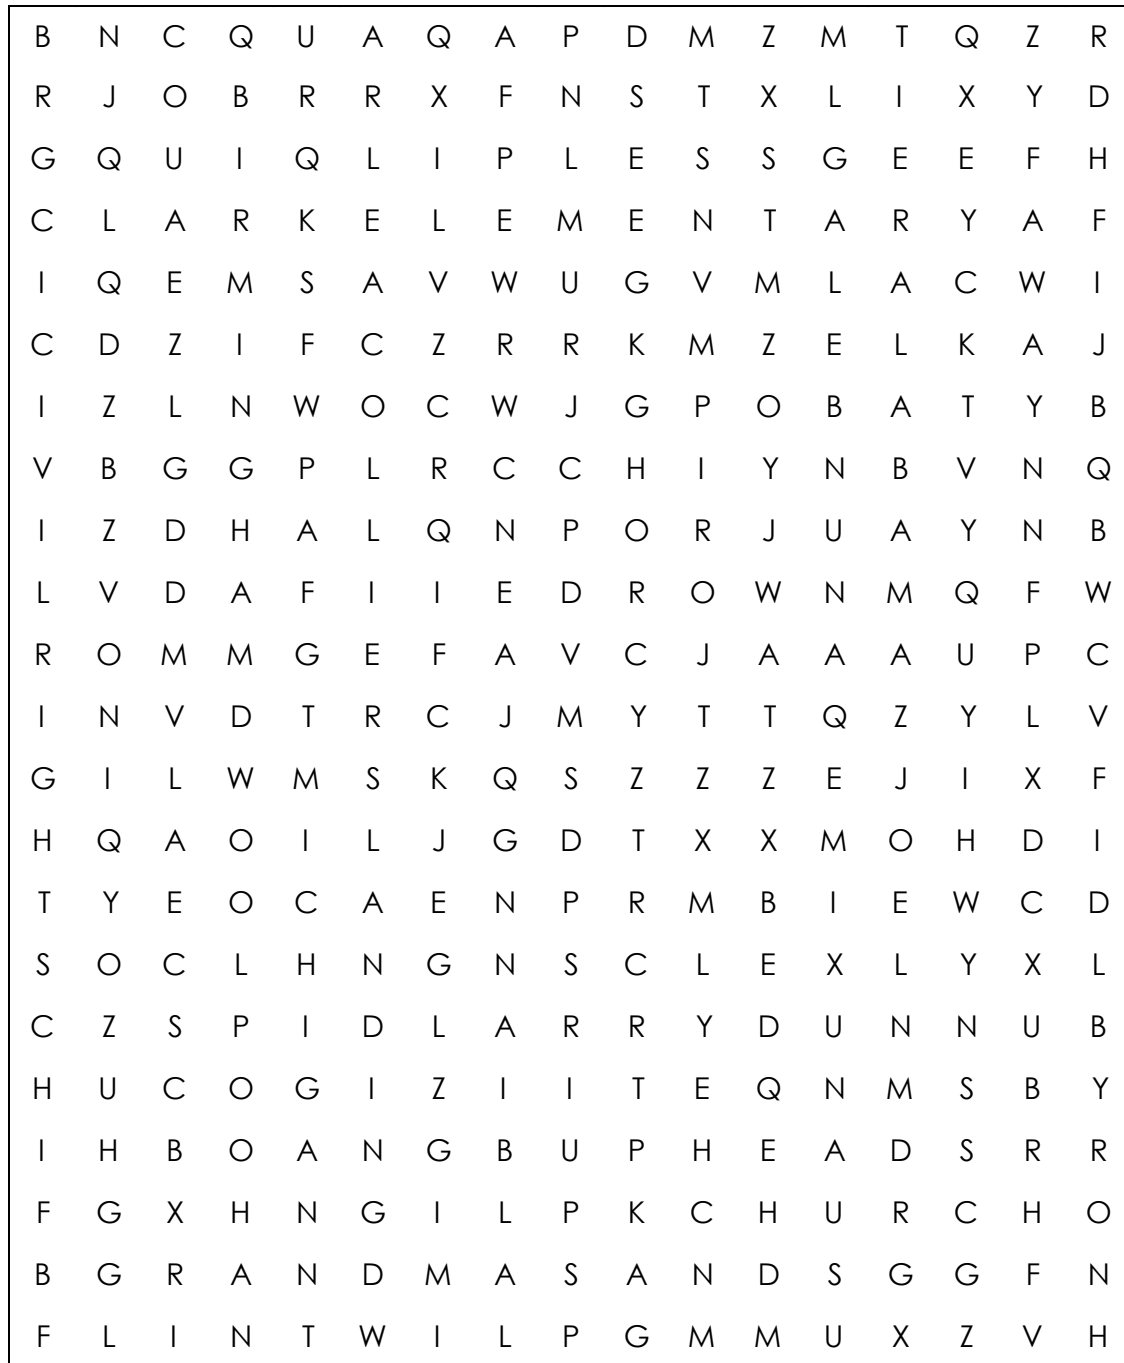 B N C Q U A Q A P D M Z M T Q Z R
R J O B R R X F N S T X L I X Y D
G Q U I Q L I P L E S S G E E F H
C L A R K E L E M E N T A R Y A F
I Q E M S A V W U G V M L A C W I
C D Z I F C Z R R K M Z E L K A J
I Z L N W O C W J G P O B A T Y B
V B G G P L R C C H I Y N B V N Q
I Z D H A L Q N P O R J U A Y N B
L V D A F I I E D R O W N M Q F W
R O M M G E F A V C J A A A U P C
I N V D T R C J M Y T T Q Z Y L V
G I L W M S K Q S Z Z Z E J I X F
H Q A O I L J G D T X X M O H D I
T Y E O C A E N P R M B I E W C D
S O C L H N G N S C L E X L Y X L
C Z S P I D L A R R Y D U N N U B
H U C O G I Z I I T E Q N M S B Y
I H B O A N G B U P H E A D S R R
F G X H N G I L P K C H U R C H O
B G R A N D M A S A N D S G G F N
F L I N T W I L P G M M U X Z V H